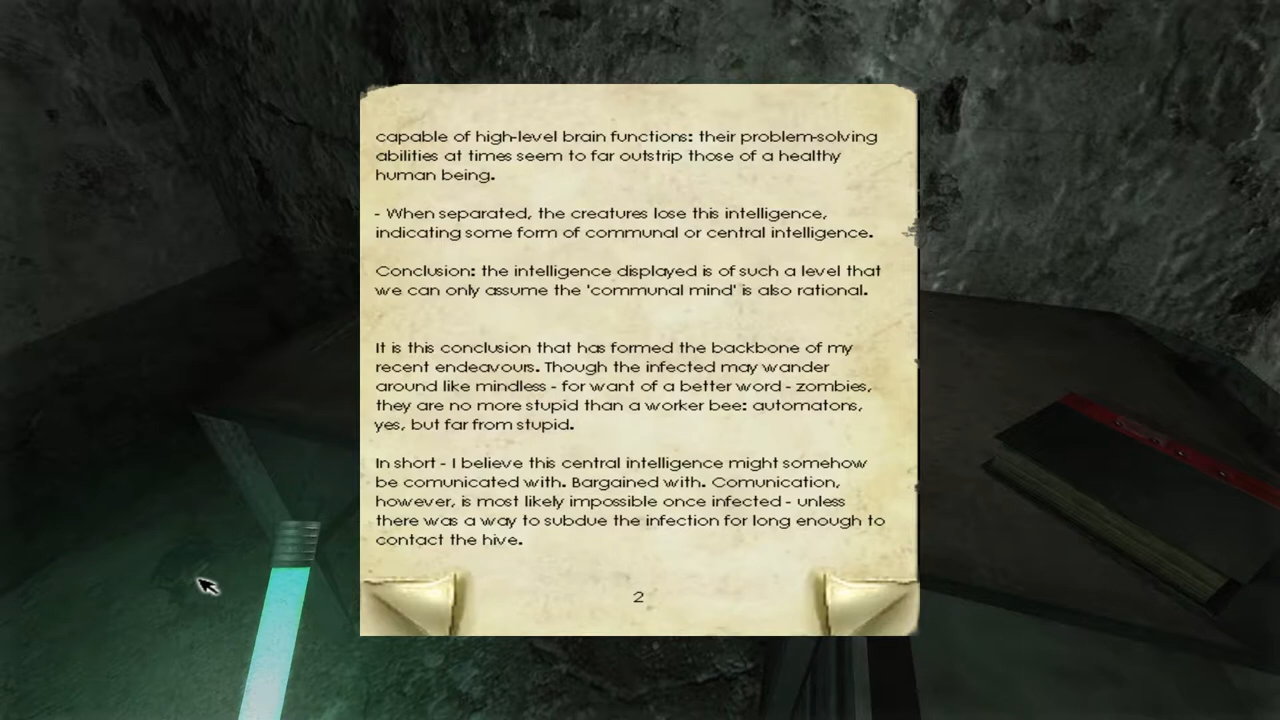 capable of high-level brain functions: their problem-solving
abilities at times seem to far outstrip those of a healthy
human being.
- When separated, the creatures lose this intelligence,
indicating some form of communal or central intelligence.
Conclusion: the intelligence displayed is of such a level that
we can only assume the 'communal mind' is also rational.
It is this conclusion that has formed the backbone of my
recent endeavours. Though the infected may wander
around like mindless - for want of a better word - zombies,
they are no more stupid than a worker bee: automatons,
yes, but far from stupid.
In short - I believe this central intelligence might somehow
be comunicated with. Bargained with. Comunication,
however, is most likely impossible once infected - unless
there was a way to subdue the infection for long enough to
contact the hive.
2